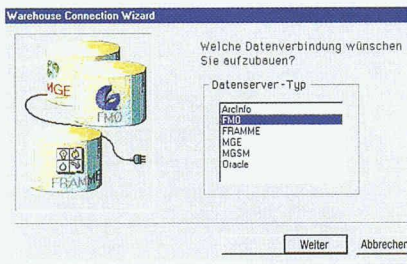 Warehouse Connection Wizard
Welche Datenverbindung wünschen
Sie aufzubauen?
Datenserver-Typ
ArcInfo
FMO
FRAMME
MGE
MGSM
Oracle
MGE
FMO
FRAMME
Weiter
Abbrechen